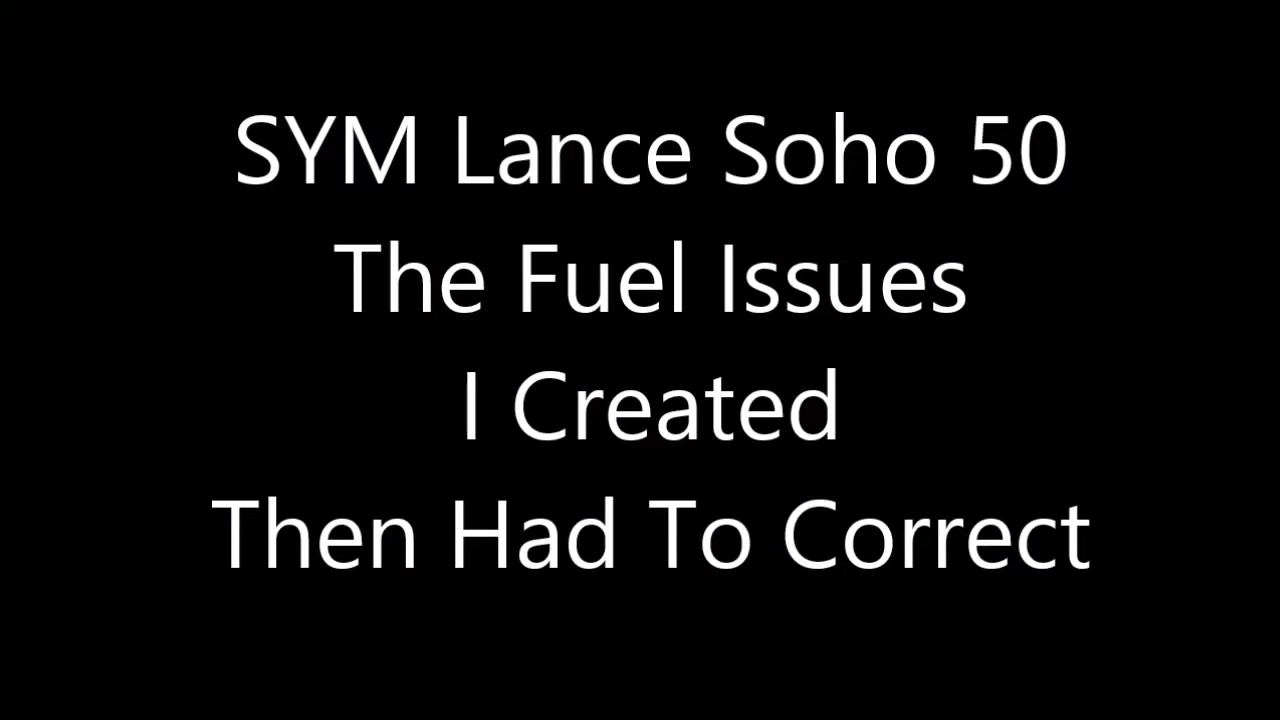 SYM Lance Soho 50
The Fuel Issues
I Created
Then Had To Correct